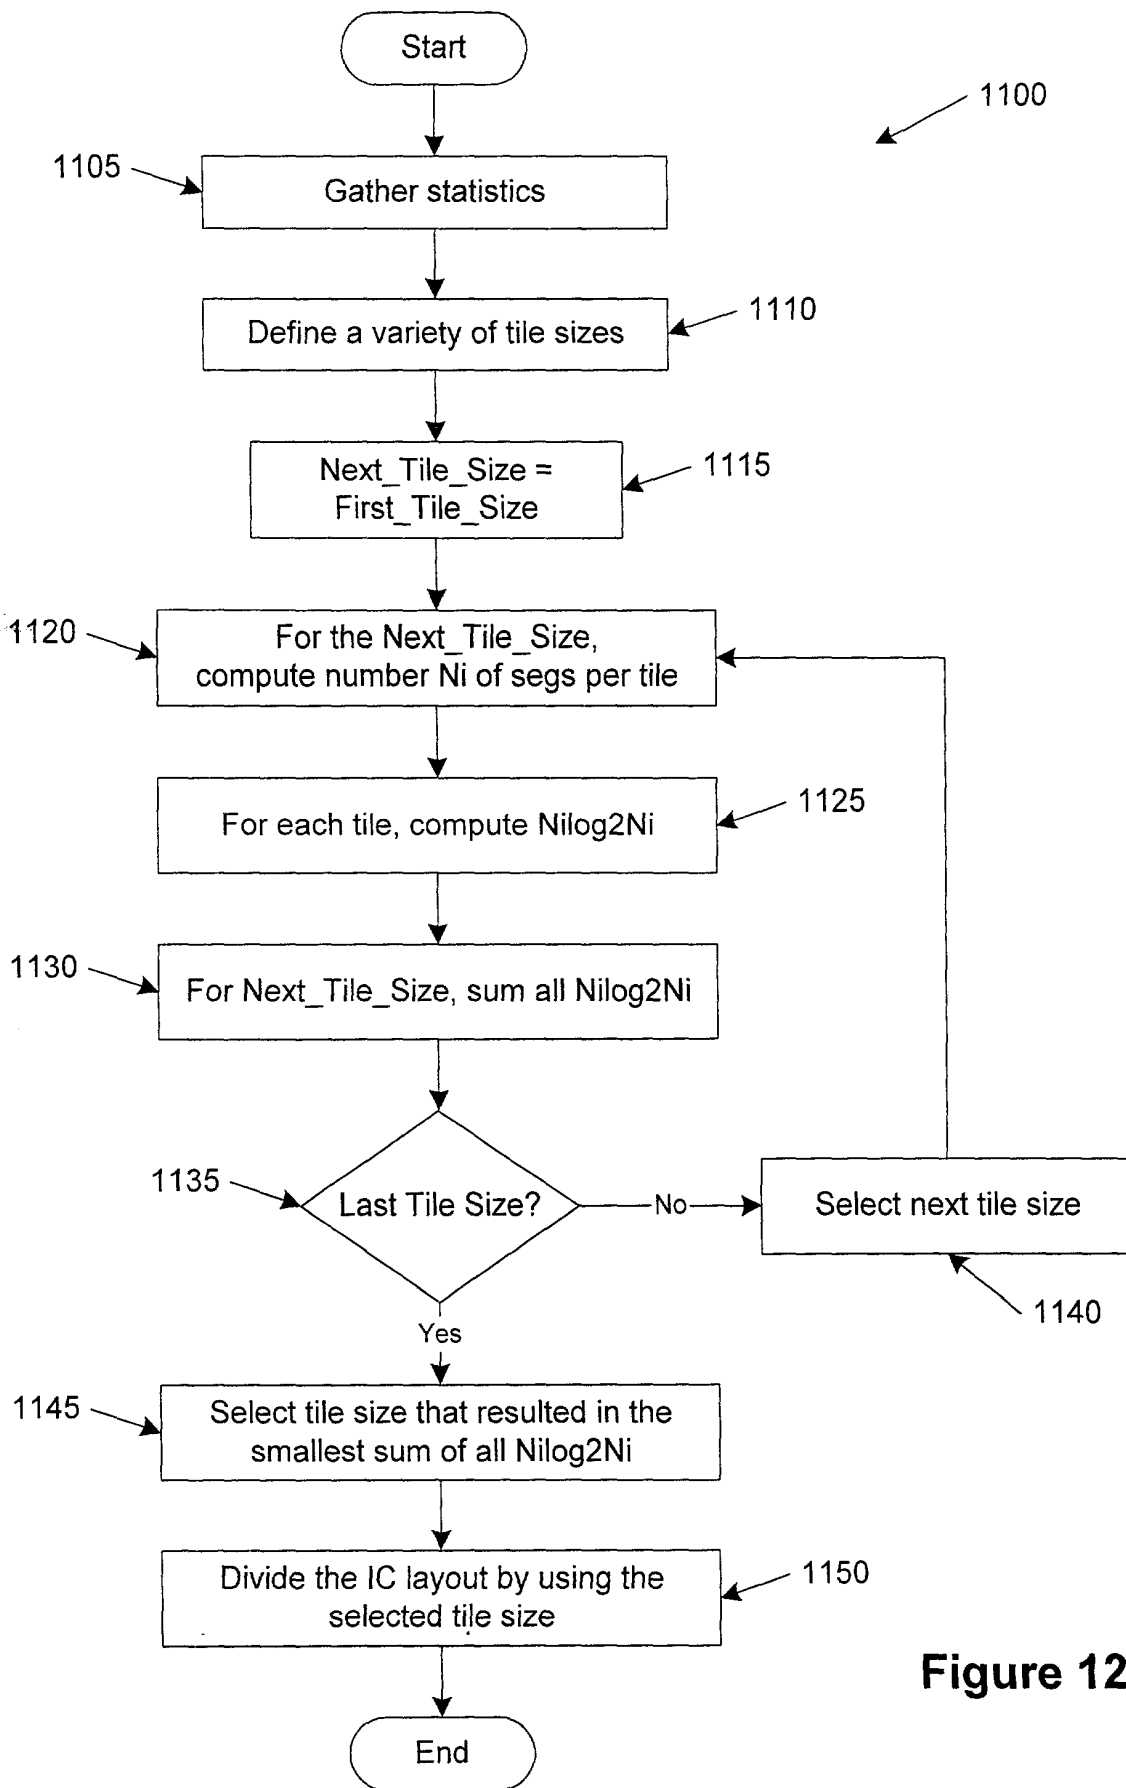 Start
1100
1105
Gather statistics
1110
Define a variety of tile sizes
1115
Next_Tile_Size =
First_Tile_Size
1120
For the Next_Tile_Size,
compute number Ni of segs per tile
1125
For each tile, compute Nilog2Ni
1130
For Next_Tile_Size, sum all Nilog2Ni
1135
Last Tile Size?
No
Select next tile size
1140
Yes
1145
Select tile size that resulted in the
smallest sum of all Nilog2Ni
1150
Divide the IC layout by using the
selected tile size
Figure 12
End